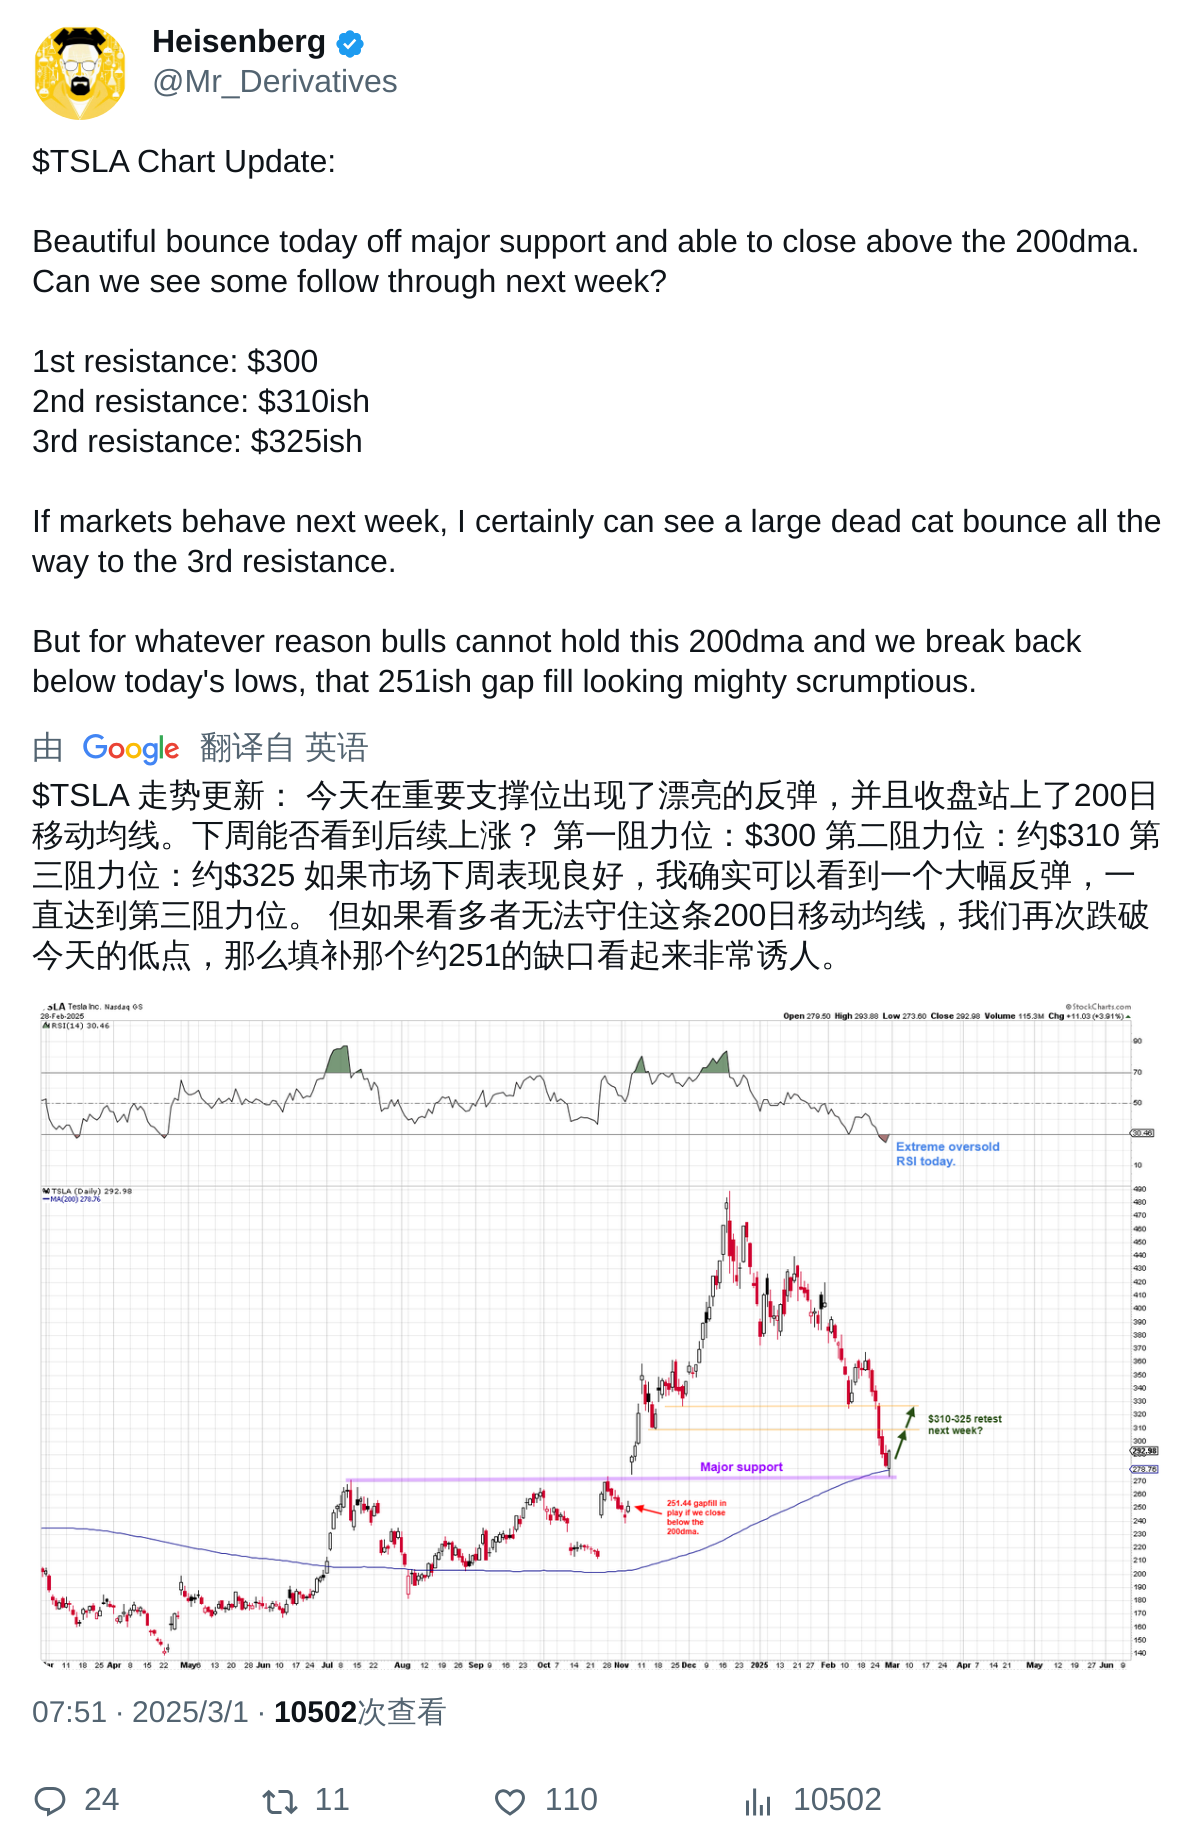 Heisenberg
@Mr_Derivatives
$TSLA Chart Update:
Beautiful bounce today off major support and able to close above the 200dma.
Can we see some follow through next week?
1st resistance: $300
2nd resistance: $310ish
3rd resistance: $325ish
If markets behave next week, I certainly can see a large dead cat bounce all the
way to the 3rd resistance.
But for whatever reason bulls cannot hold this 200dma and we break back
below today's lows, that 251ish gap fill looking mighty scrumptious.
由 Google 翻译自 英语
$TSLA 走势更新： 今天在重要支撑位出现了漂亮的反弹，并且收盘站上了200日
移动均线。下周能否看到后续上涨？ 第一阻力位：$300 第二阻力位：约$310 第
三阻力位：约$325 如果市场下周表现良好，我确实可以看到一个大幅反弹，一
直达到第三阻力位。 但如果看多者无法守住这条200日移动均线，我们再次跌破
今天的低点，那么填补那个约251的缺口看起来非常诱人。
SLA Tesla Inc. Nasdaq GS
© StockCharts.com
28-Feb-2025
Open 279.50 High 293.88 Low 273.60 Close 292.98 Volume 115.3M Chg +11.03 (+3.91%)
RSI(14) 30.46
90
70
50
30.46
10
Extreme oversold
RSI today.
TSLA (Daily) 292.98
MA(200) 278.76
490
480
470
460
450
440
430
420
410
400
390
380
370
360
350
340
330
320
310
300
292.98
278.76
270
260
250
240
230
220
210
200
190
180
170
160
150
140
$310-325 retest
next week?
Major support
251.44 gapfill in
play if we close
below the
200dma.
11 18 25 Apr 8 15 22 May 6 13 20 28 Jun 10 17 24 Jul 8 15 22 Aug 12 19 26 Sep 9 16 23 Oct 7 14 21 28 Nov 11 18 25 Dec 9 16 23 2025 13 21 27 Feb 10 18 24 Mar 10 17 24 Apr 7 14 21 May 12 19 27 Jun 9
07:51 · 2025/3/1 · 10502次查看
24 11 110 10502